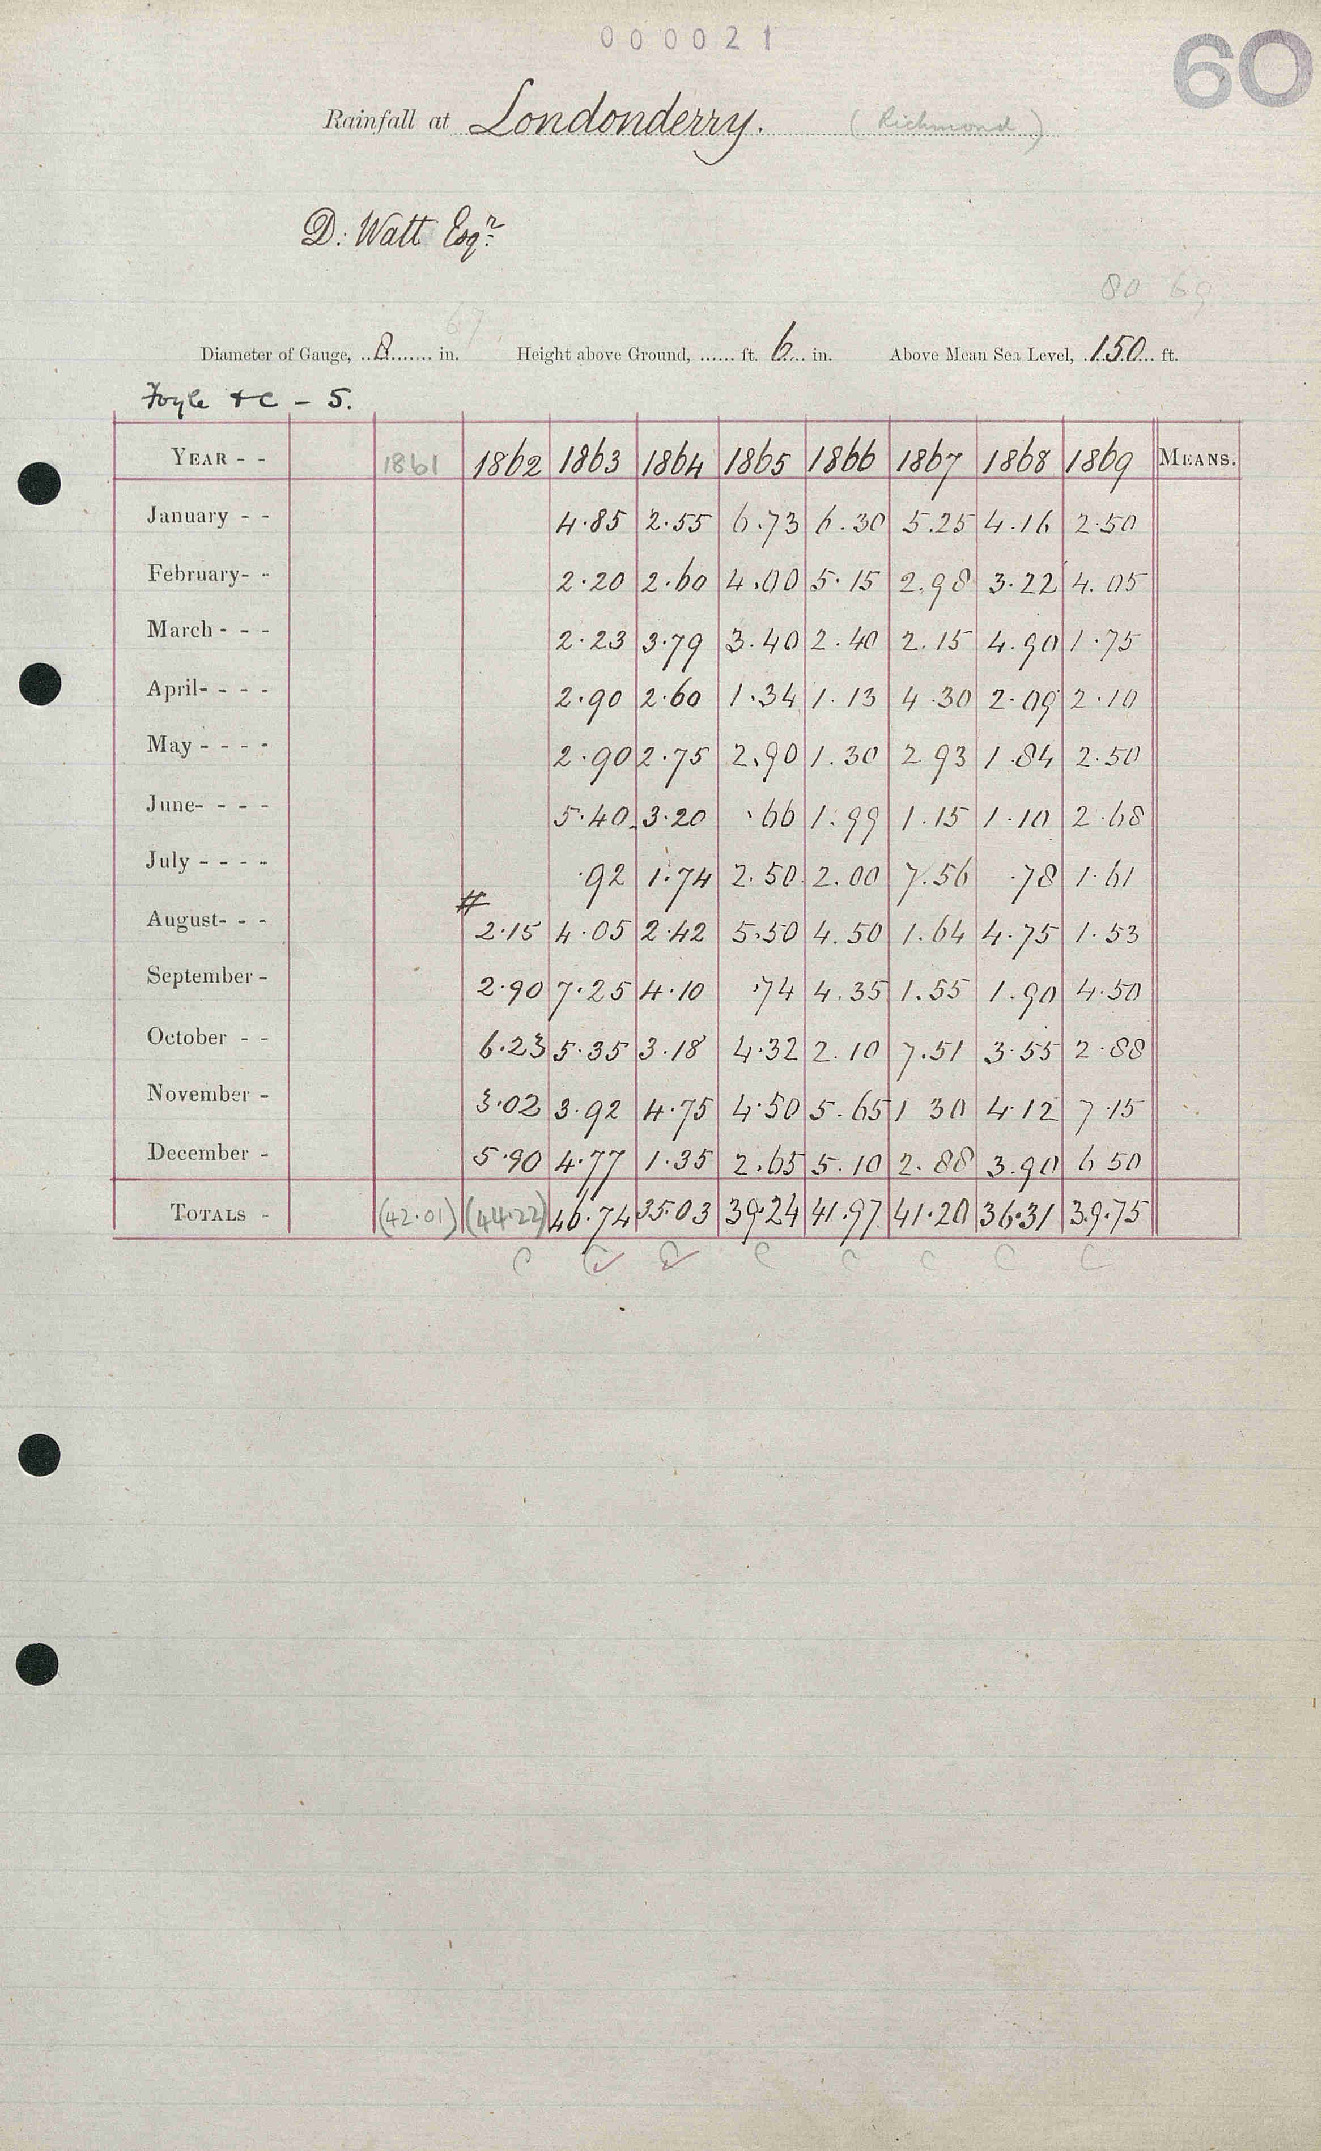 000021
60
Rainfall at Londonderry. (Richmond)
D: Watt Esqr:
80 69
67
Diameter of Gauge, ..8....... in. Height above Ground, ...... ft. 6... in. Above Mean Sea Level, .150.. ft.
Foyle & C - 5.
YEAR - - 1861 1862 1863 1864 1865 1866 1867 1868 1869 MEANS.
January - - 4.85 2.55 6.73 6.30 5.25 4.16 2.50
February- - 2.20 2.60 4.00 5.15 2.98 3.22 4.05
March - - - 2.23 3.79 3.40 2.40 2.15 4.90 1.75
April- - - - 2.90 2.60 1.34 1.13 4.30 2.09 2.10
May - - - - 2.90 2.75 2.90 1.30 2 93 1.84 2.50
June- - - - 5.40 3.20 .66 1.99 1.15 1.10 2.68
July - - - - .92 1.74 2.50 2.00 7.56 .78 1.61
#
August- - - 2.15 4.05 2.42 5.50 4.50 1.64 4.75 1.53
September - 2.90 7.25 4.10 .74 4.35 1.55 1.90 4.50
October - - 6.23 5.35 3.18 4.32 2.10 7.51 3.55 2.88
November - 3.02 3.92 4.75 4.50 5.65 1 30 4.12 7.15
December - 5.90 4.77 1.35 2.65 5.10 2.88 3.90 6 50
TOTALS - (42.01) (44.22) 46.74 35.03 39.24 41.97 41.20 36.31 39.75
C C C C C C C C